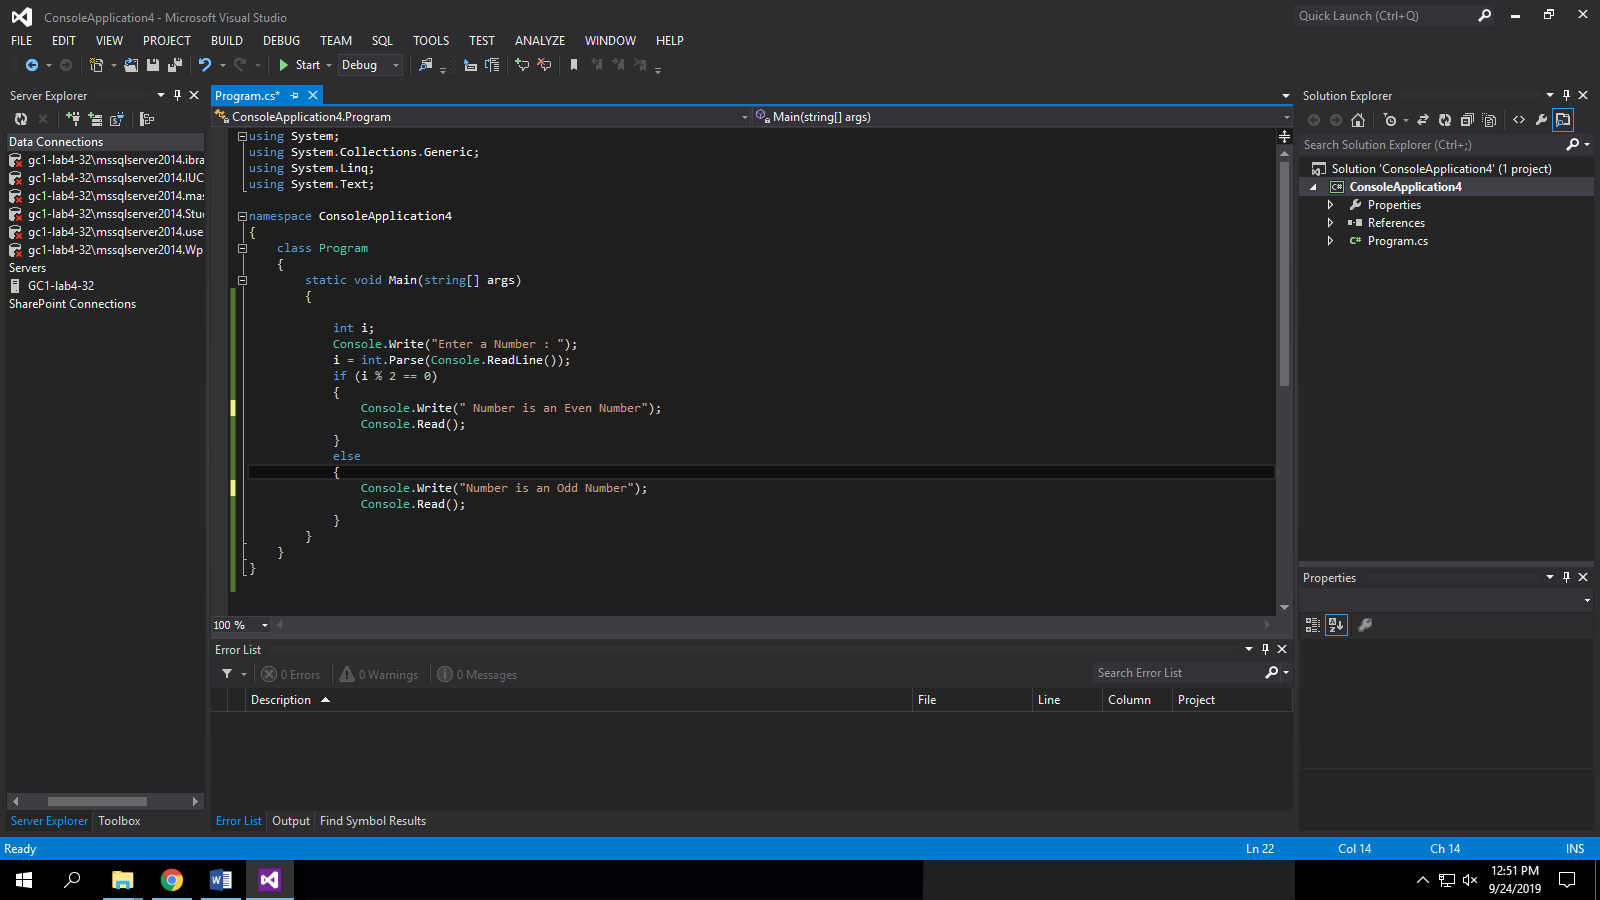 ConsoleApplication4 - Microsoft Visual Studio
Quick Launch (Ctrl+Q)
FILE EDIT VIEW PROJECT BUILD DEBUG TEAM SQL TOOLS TEST ANALYZE WINDOW HELP
Start Debug
Server Explorer
Data Connections
gc1-lab4-32\mssqlserver2014.ibra
gc1-lab4-32\mssqlserver2014.IUC
gc1-lab4-32\mssqlserver2014.mas
gc1-lab4-32\mssqlserver2014.Stu
gc1-lab4-32\mssqlserver2014.use
gc1-lab4-32\mssqlserver2014.Wp
Servers
GC1-lab4-32
SharePoint Connections
Server Explorer Toolbox
Program.cs*
ConsoleApplication4.Program Main(string[] args)
using System;
using System.Collections.Generic;
using System.Linq;
using System.Text;
namespace ConsoleApplication4
{
class Program
{
static void Main(string[] args)
{
int i;
Console.Write("Enter a Number : ");
i = int.Parse(Console.ReadLine());
if (i % 2 == 0)
{
Console.Write(" Number is an Even Number");
Console.Read();
}
else
{
Console.Write("Number is an Odd Number");
Console.Read();
}
}
}
}
100 %
Error List
0 Errors 0 Warnings 0 Messages
Search Error List
Description File Line Column Project
Error List Output Find Symbol Results
Solution Explorer
Search Solution Explorer (Ctrl+;)
Solution 'ConsoleApplication4' (1 project)
C# ConsoleApplication4
Properties
References
C# Program.cs
Properties
Ready Ln 22 Col 14 Ch 14 INS
12:51 PM
9/24/2019